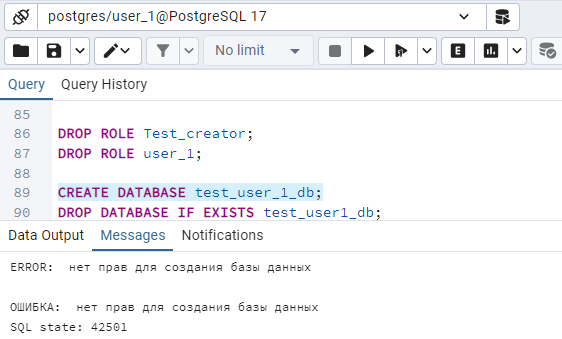 postgres/user_1@PostgreSQL 17
No limit
E
Query Query History
85
86 DROP ROLE Test_creator;
87 DROP ROLE user_1;
88
89 CREATE DATABASE test_user_1_db;
90 DROP DATABASE IF EXISTS test_user1_db;
Data Output Messages Notifications
ERROR: нет прав для создания базы данных
ОШИБКА: нет прав для создания базы данных
SQL state: 42501